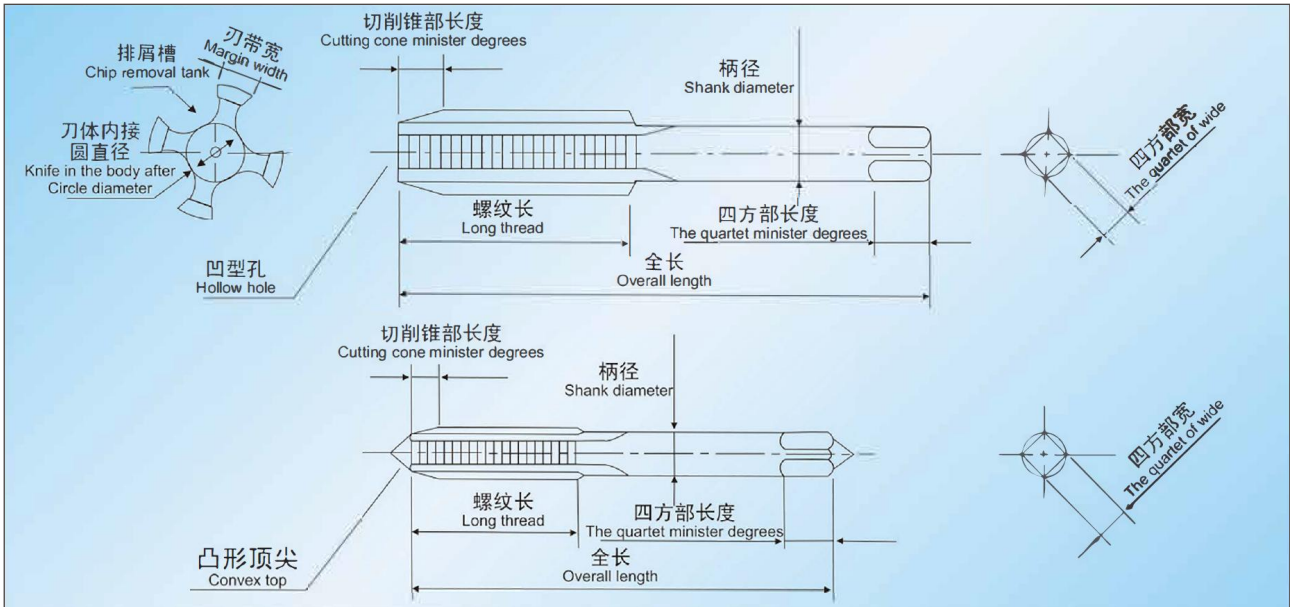 切削锥部长度
Cutting cone minister degrees
刃带宽
Margin width
排屑槽
Chip removal tank
柄径
Shank diameter
刀体内接
圆直径
Knife in the body after
Circle diameter
四方部宽
The quartet of wide
螺纹长
Long thread
四方部长度
The quartet minister degrees
凹型孔
Hollow hole
全长
Overall length
切削锥部长度
Cutting cone minister degrees
柄径
Shank diameter
四方部宽
The quartet of wide
螺纹长
Long thread
四方部长度
The quartet minister degrees
凸形顶尖
Convex top
全长
Overall length